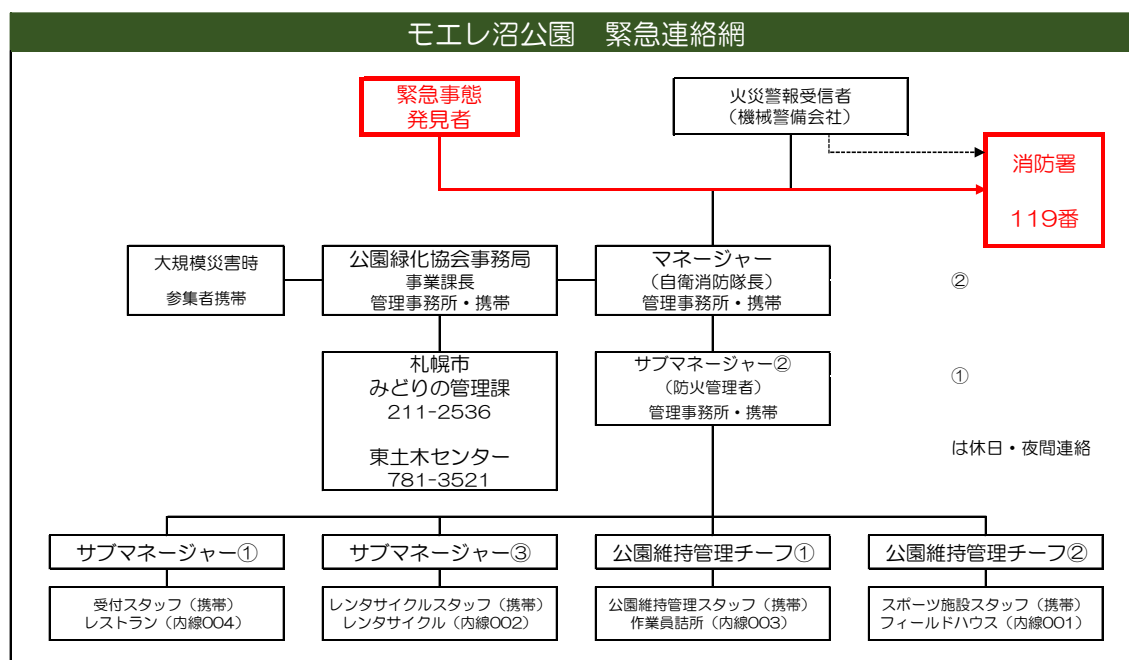 モエレ沼公園　緊急連絡網
緊急事態
発見者
火災警報受信者
（機械警備会社）
消防署
119番
大規模災害時
参集者携帯
公園緑化協会事務局
事業課長
管理事務所・携帯
マネージャー
（自衛消防隊長）
管理事務所・携帯
②
札幌市
みどりの管理課
211-2536
東土木センター
781-3521
サブマネージャー②
（防火管理者）
管理事務所・携帯
①
は休日・夜間連絡
サブマネージャー①
サブマネージャー③
公園維持管理チーフ①
公園維持管理チーフ②
受付スタッフ（携帯）
レストラン（内線004）
レンタサイクルスタッフ（携帯）
レンタサイクル（内線002）
公園維持管理スタッフ（携帯）
作業員詰所（内線003）
スポーツ施設スタッフ（携帯）
フィールドハウス（内線001）